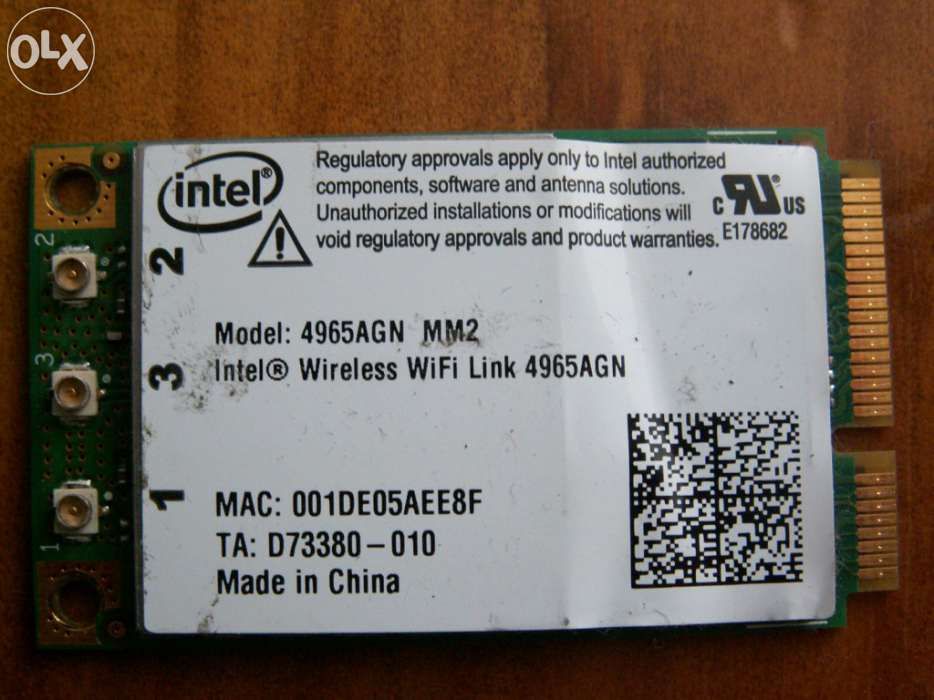 OLX
intel®
Regulatory approvals apply only to Intel authorized
components, software and antenna solutions.
Unauthorized installations or modifications will
void regulatory approvals and product warranties.
c RU® US
E178682
2
2
Model: 4965AGN MM2
3
3
Intel® Wireless WiFi Link 4965AGN
1
1
MAC: 001DE05AEE8F
TA: D73380-010
Made in China